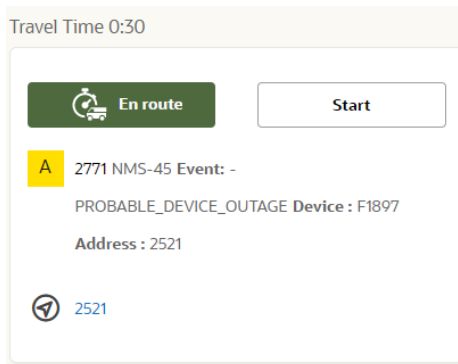 Travel Time 0:30
En route
Start
A
2771 NMS-45 Event: -
PROBABLE_DEVICE_OUTAGE Device : F1897
Address : 2521
2521